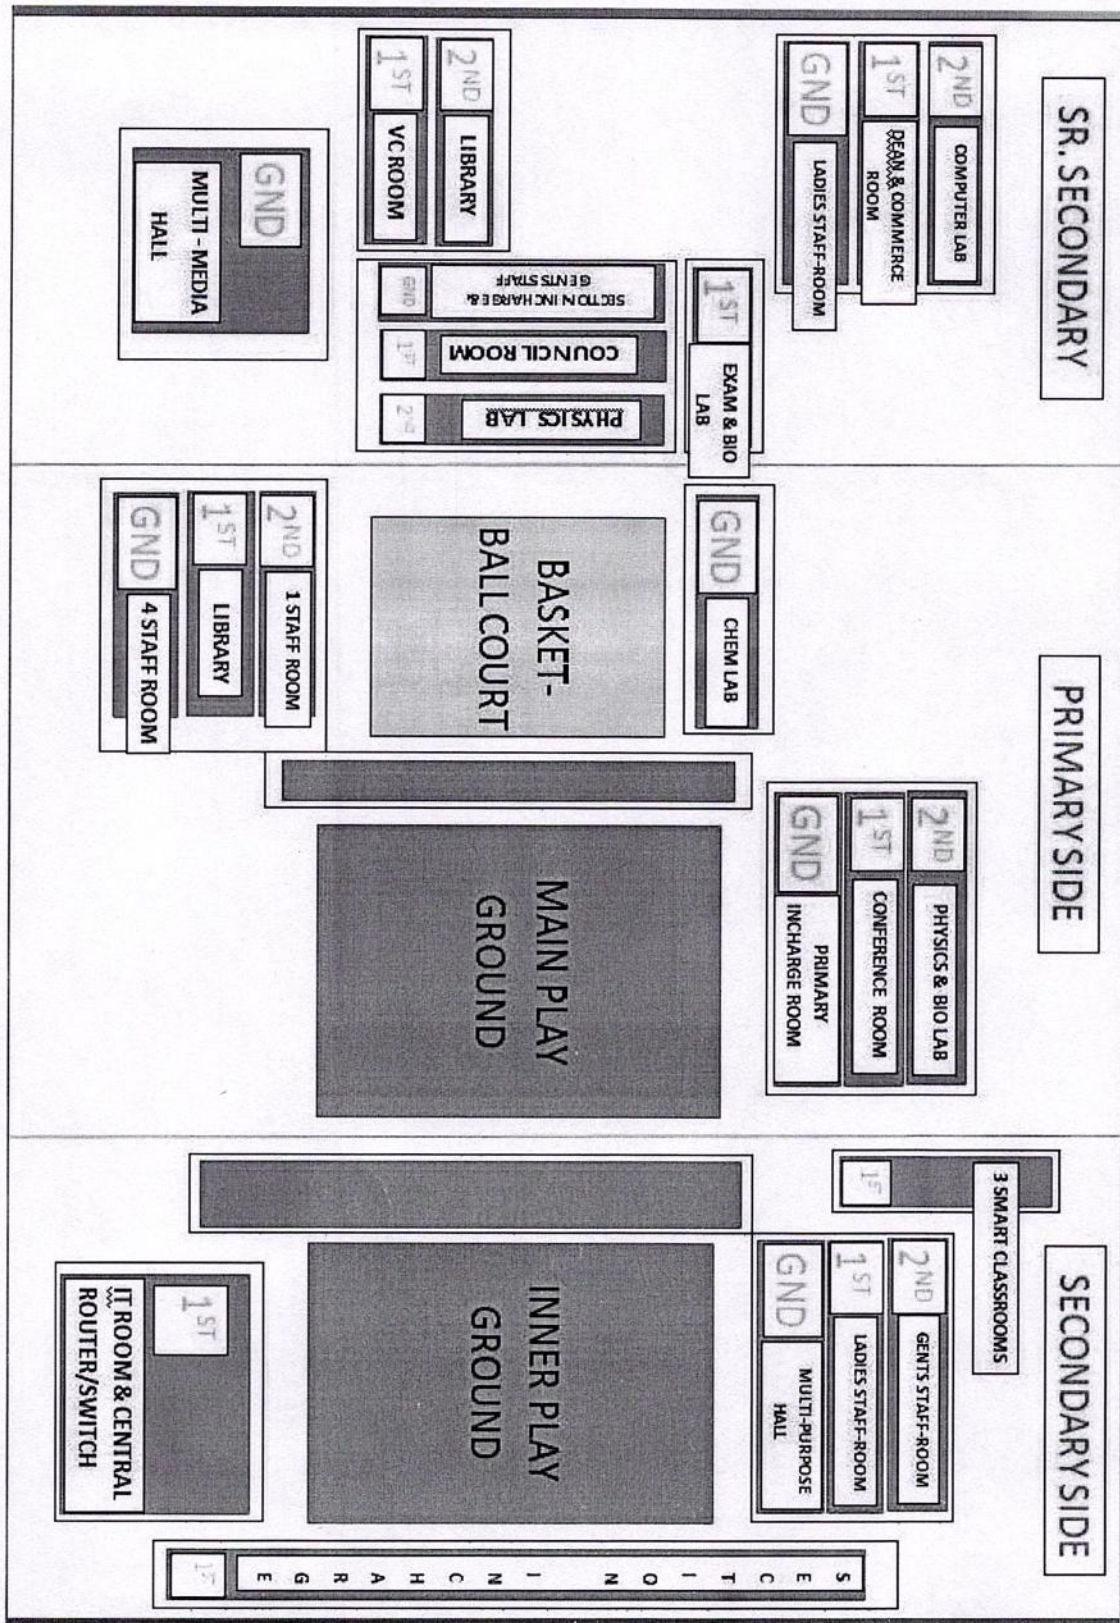 SR. SECONDARY
2ND
COMPUTER LAB
1ST
DEAN & COMMERCE
ROOM
GND
LADIES STAFF-ROOM
2ND
LIBRARY
1ST
VC ROOM
GND
MULTI - MEDIA
HALL
1ST
EXAM & BIO
LAB
SECTION INCHARGE &
GENTS STAFF
GND
COUNCIL ROOM
1ST
PHYSICS LAB
2ND
PRIMARY SIDE
GND
CHEM LAB
BASKET-
BALL COURT
2ND
1 STAFF ROOM
1ST
LIBRARY
GND
4 STAFF ROOM
2ND
PHYSICS & BIO LAB
1ST
CONFERENCE ROOM
GND
PRIMARY
INCHARGE ROOM
MAIN PLAY
GROUND
SECONDARY SIDE
3 SMART CLASSROOMS
1ST
2ND
GENTS STAFF-ROOM
1ST
LADIES STAFF-ROOM
GND
MULTI-PURPOSE
HALL
INNER PLAY
GROUND
1ST
IT ROOM & CENTRAL
ROUTER/SWITCH
SECTION INCHARGE
1ST